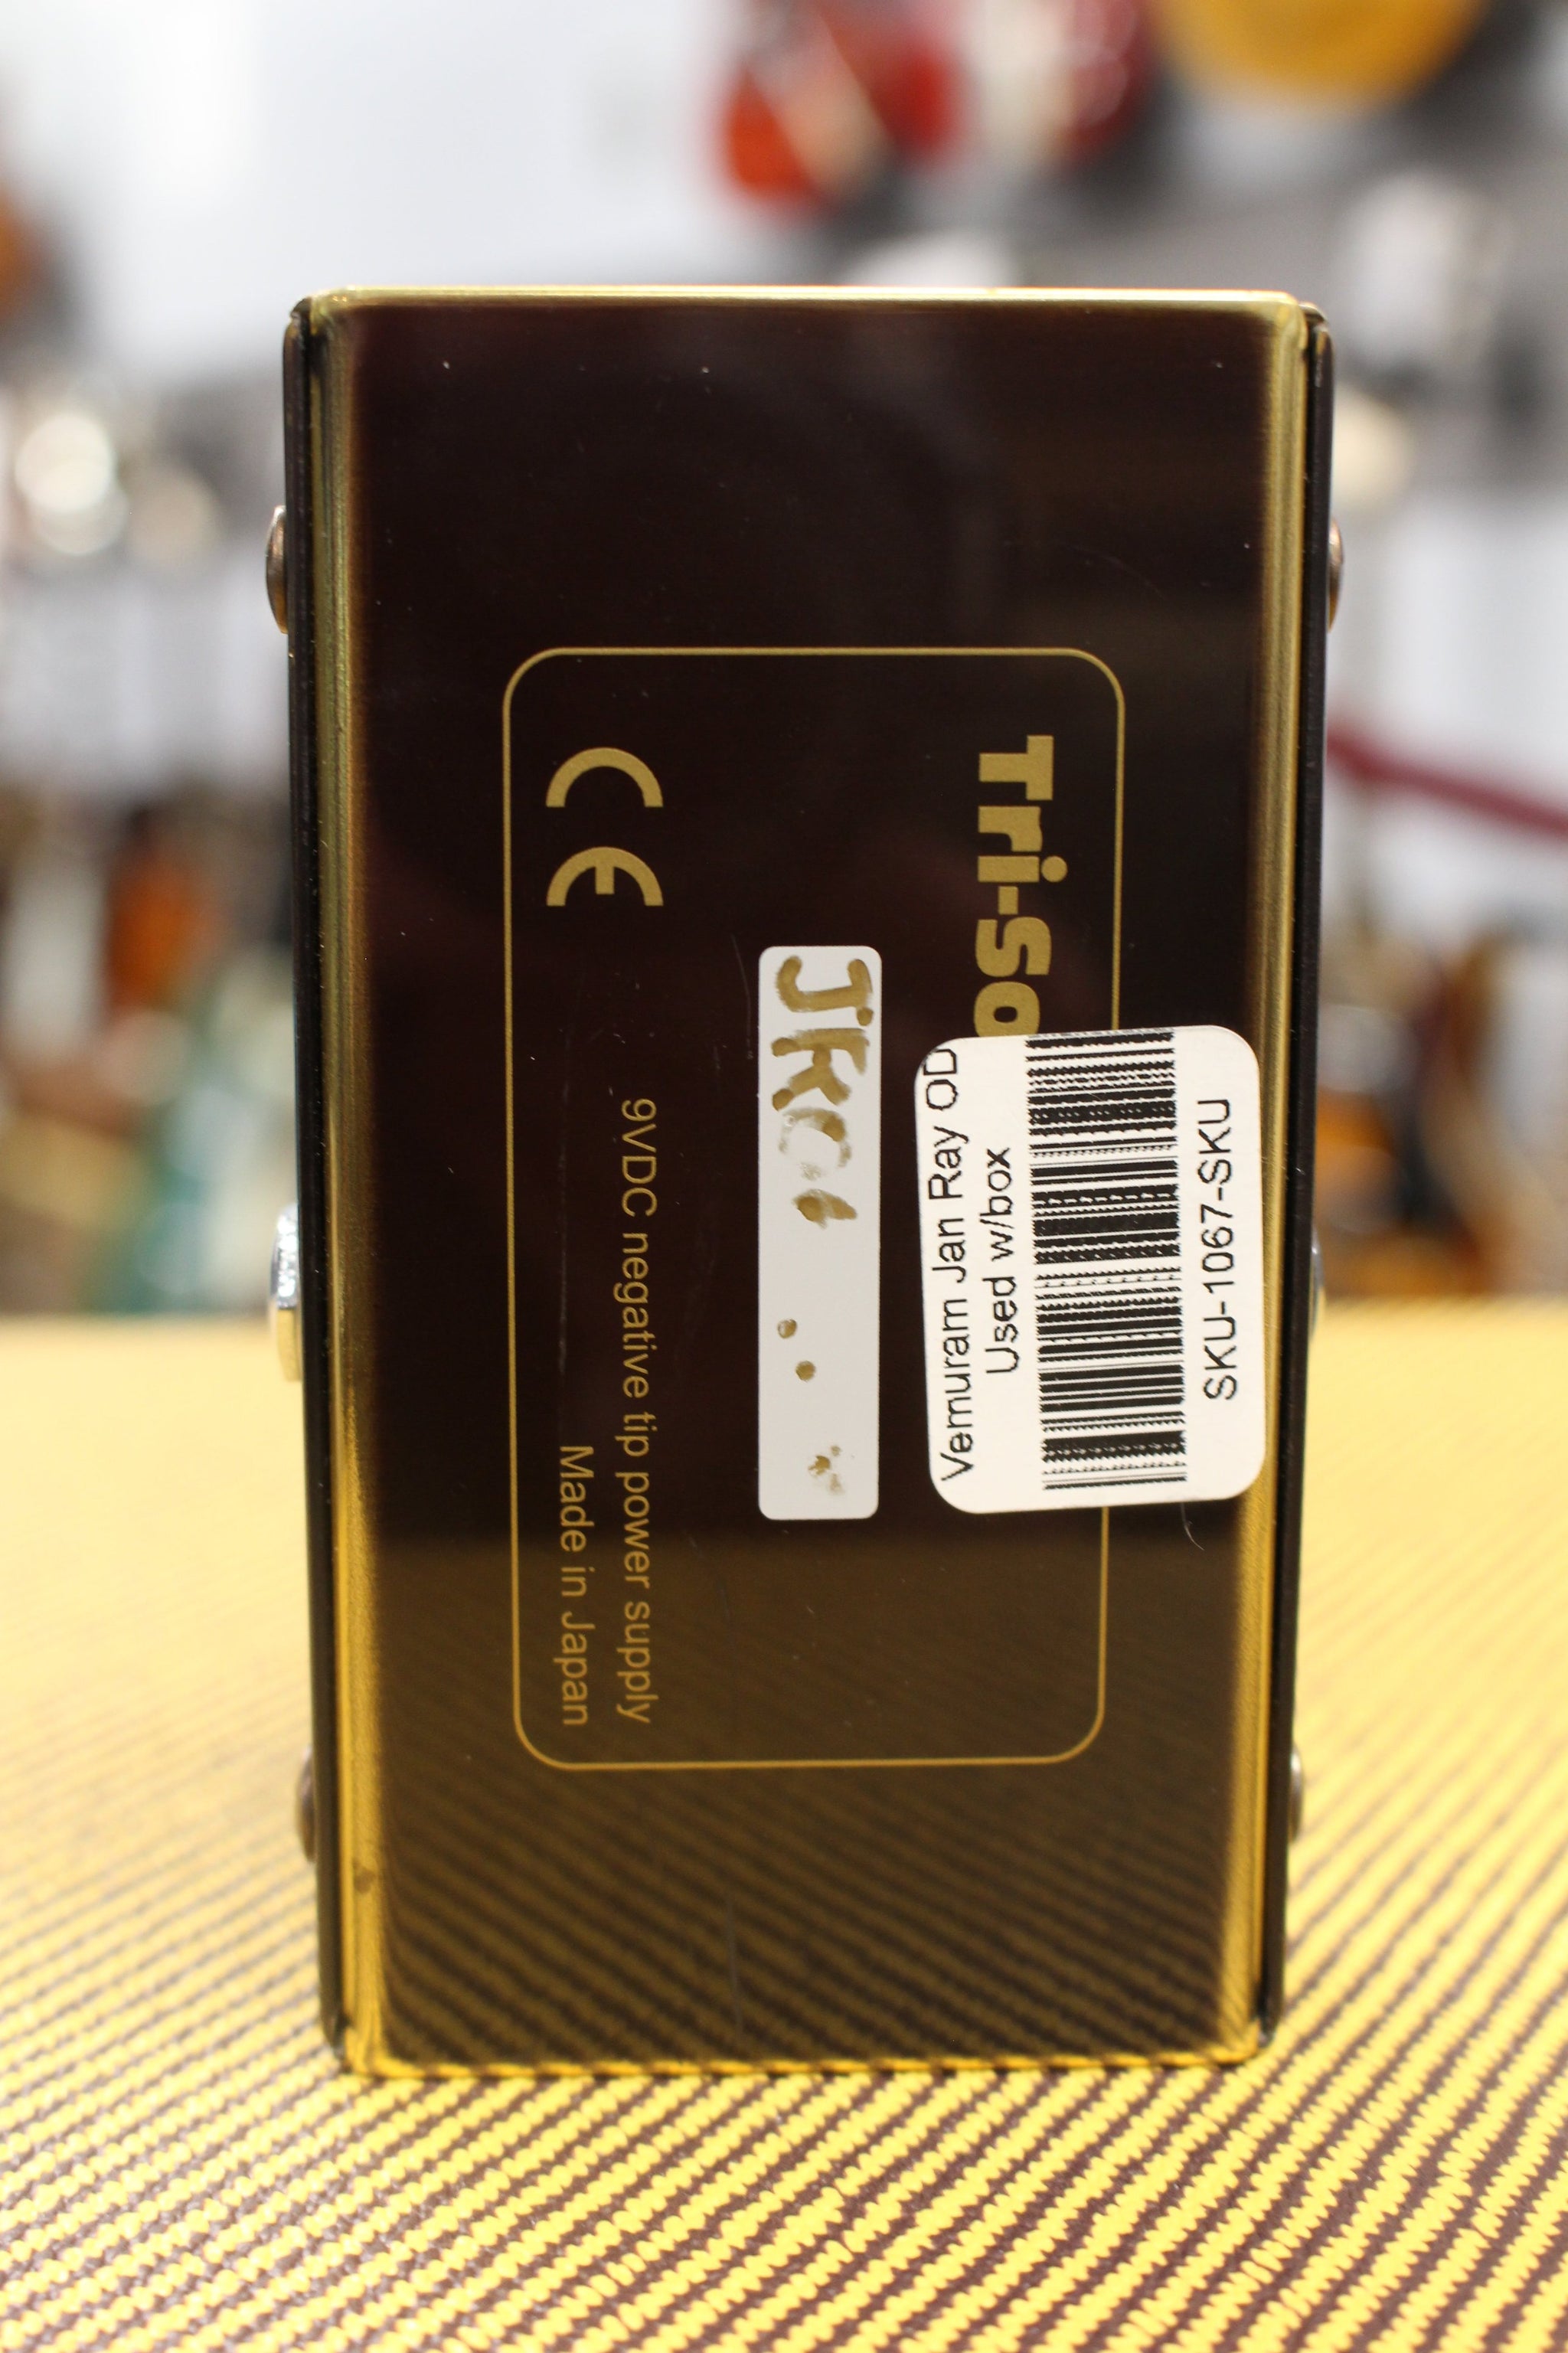 Tri-So
JK
9VDC negative tip power supply
CE
Made in Japan
Vemuram Jan Ray OD
Used w/box
SKU-1067-SKU